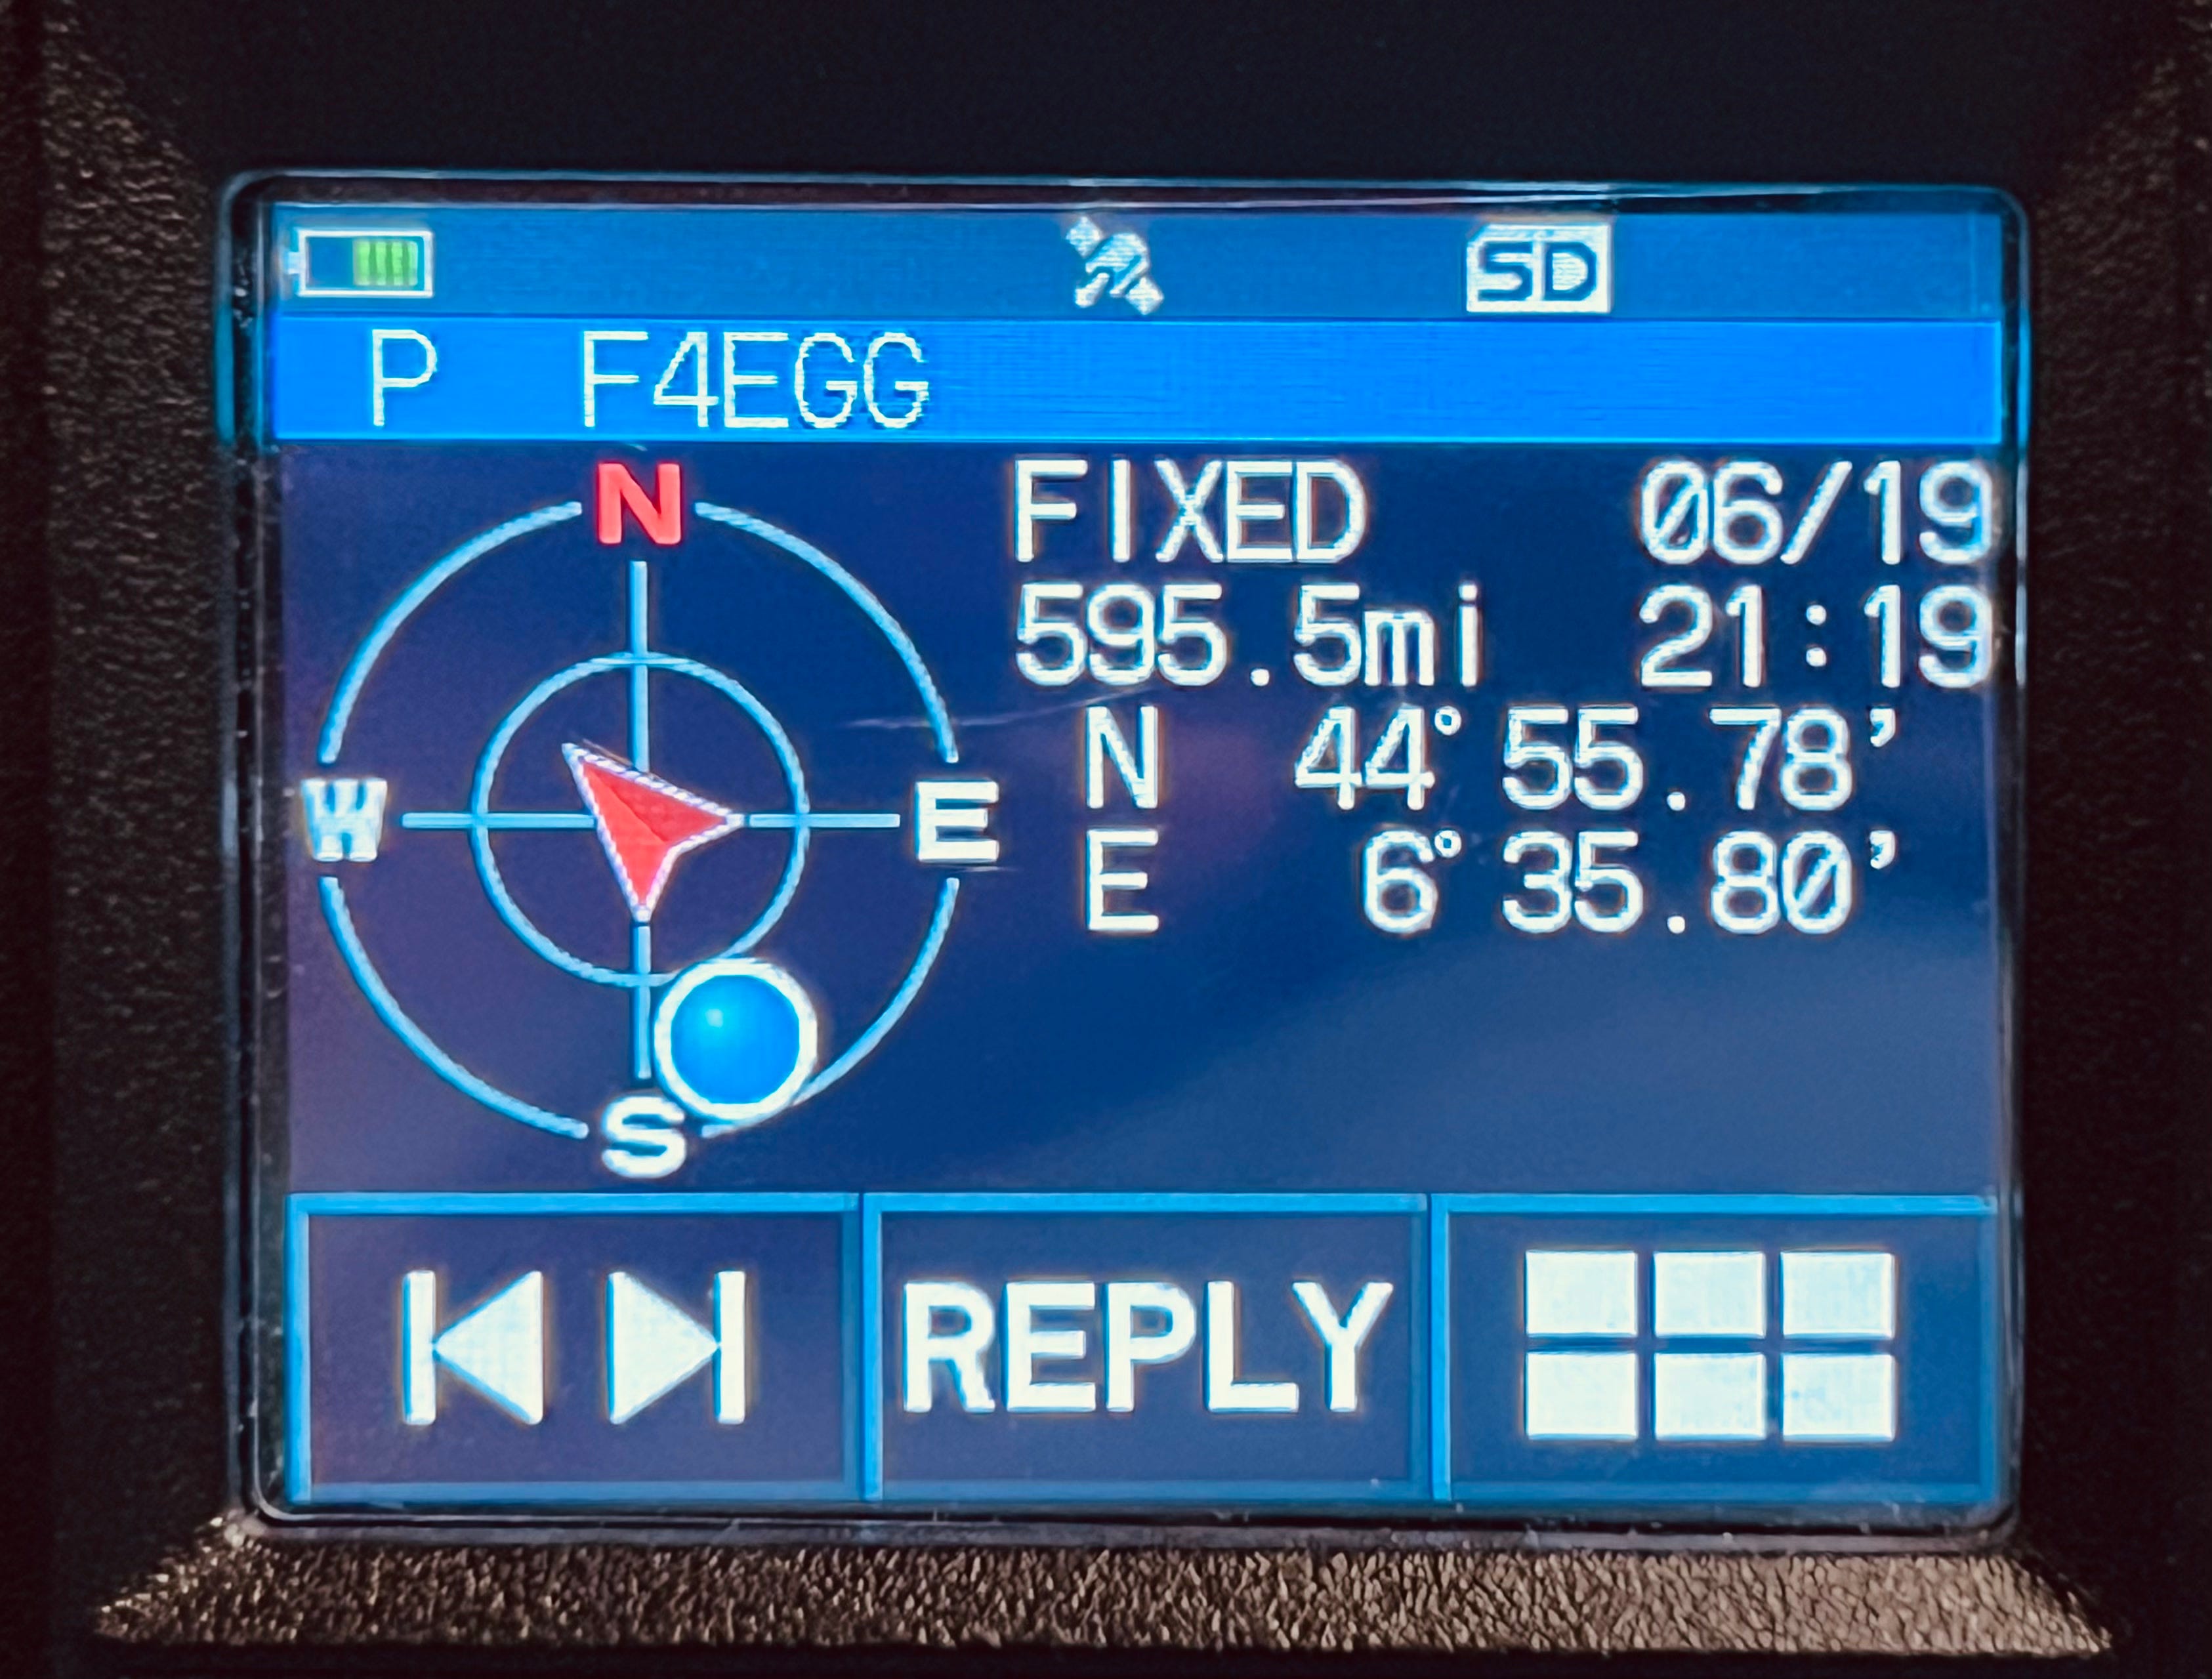 SD
P F4EGG
N
W E
S
FIXED 06/19
595.5mi 21:19
N 44°55.78’
E 6°35.80’
REPLY